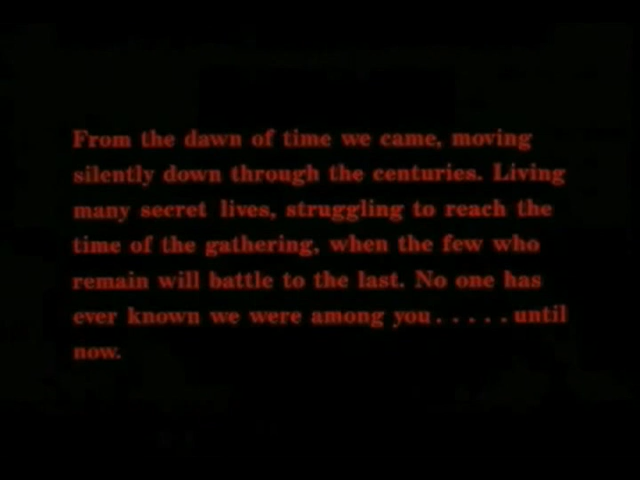 From the dawn of time we came, moving
silently down through the centuries. Living
many secret lives, struggling to reach the
time of the gathering, when the few who
remain will battle to the last. No one has
ever known we were among you.....until
now.